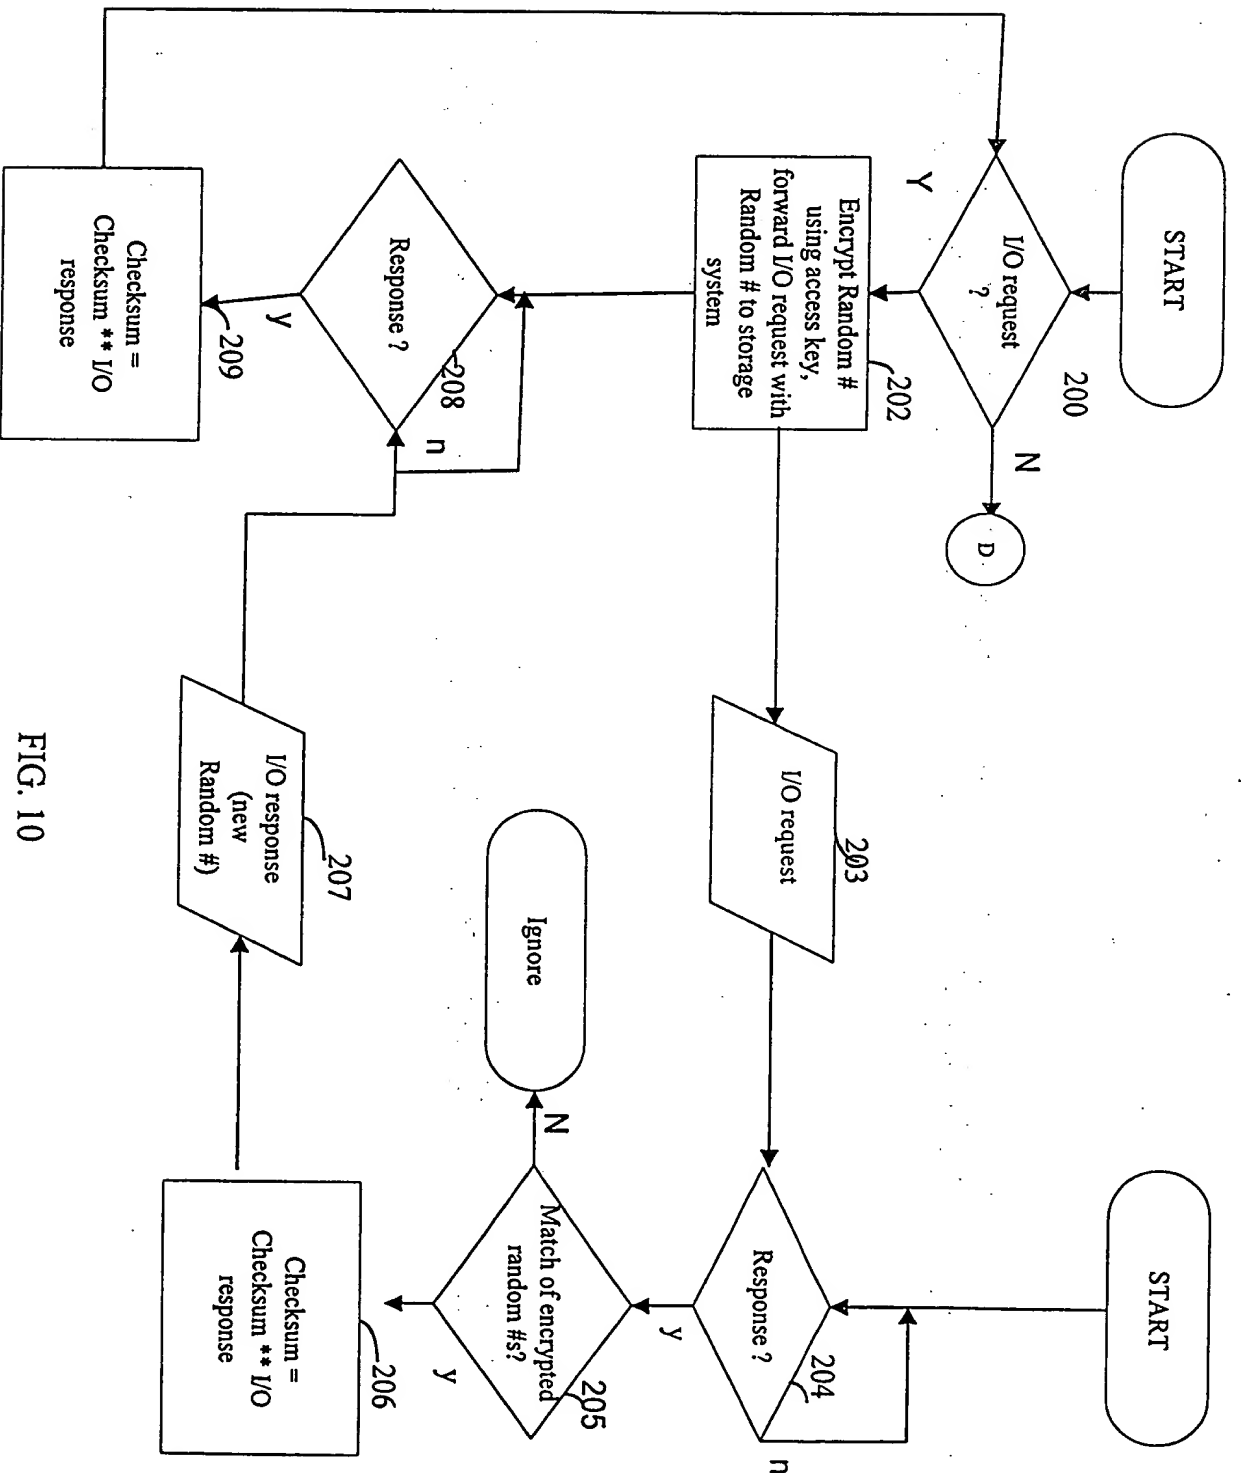 START
200
I/O request
?
N
D
Y
Encrypt Random #
using access key,
forward I/O request with
Random # to storage
system
202
203
I/O request
START
Response ?
204
n
y
Match of encrypted
random #s?
205
N
Ignore
y
Checksum =
Checksum ** I/O
response
206
207
I/O response
(new
Random #)
Response ?
208
n
y
209
Checksum =
Checksum ** I/O
response
FIG. 10